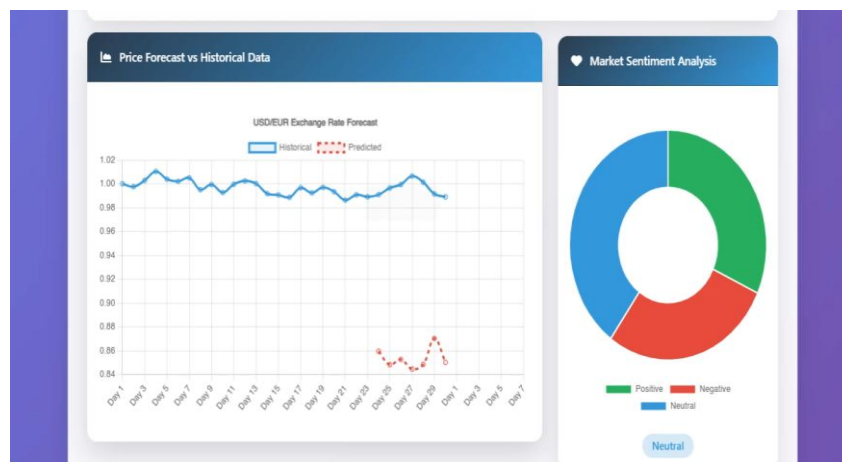 Price Forecast vs Historical Data
USD/EUR Exchange Rate Forecast
Historical Predicted
1.02
1.00
0.98
0.96
0.94
0.92
0.90
0.88
0.86
0.84
Day 1 Day 3 Day 5 Day 7 Day 9 Day 11 Day 13 Day 15 Day 17 Day 19 Day 21 Day 23 Day 25 Day 27 Day 29 Day 1 Day 3 Day 5 Day 7
Market Sentiment Analysis
Positive Negative
Neutral
Neutral